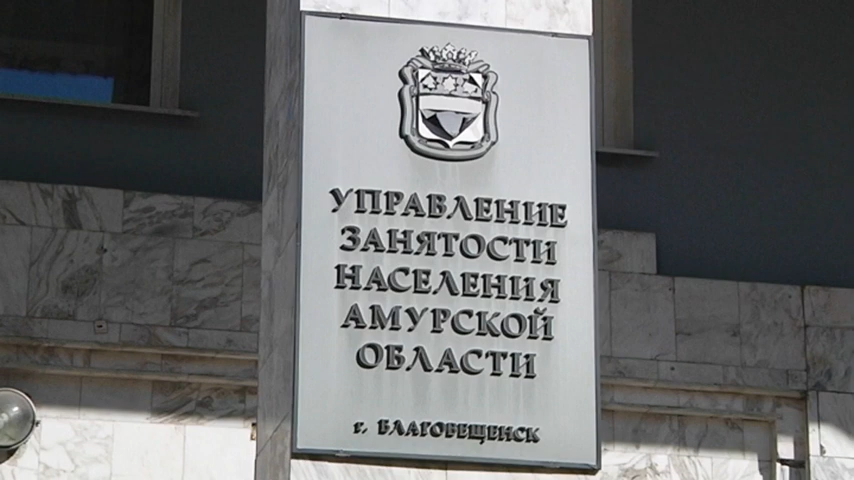 УПРАВЛЕНИЕ
ЗАНЯТОСТИ
НАСЕЛЕНИЯ
АМУРСКОЙ
ОБЛАСТИ
г. БЛАГОВЕЩЕНСК